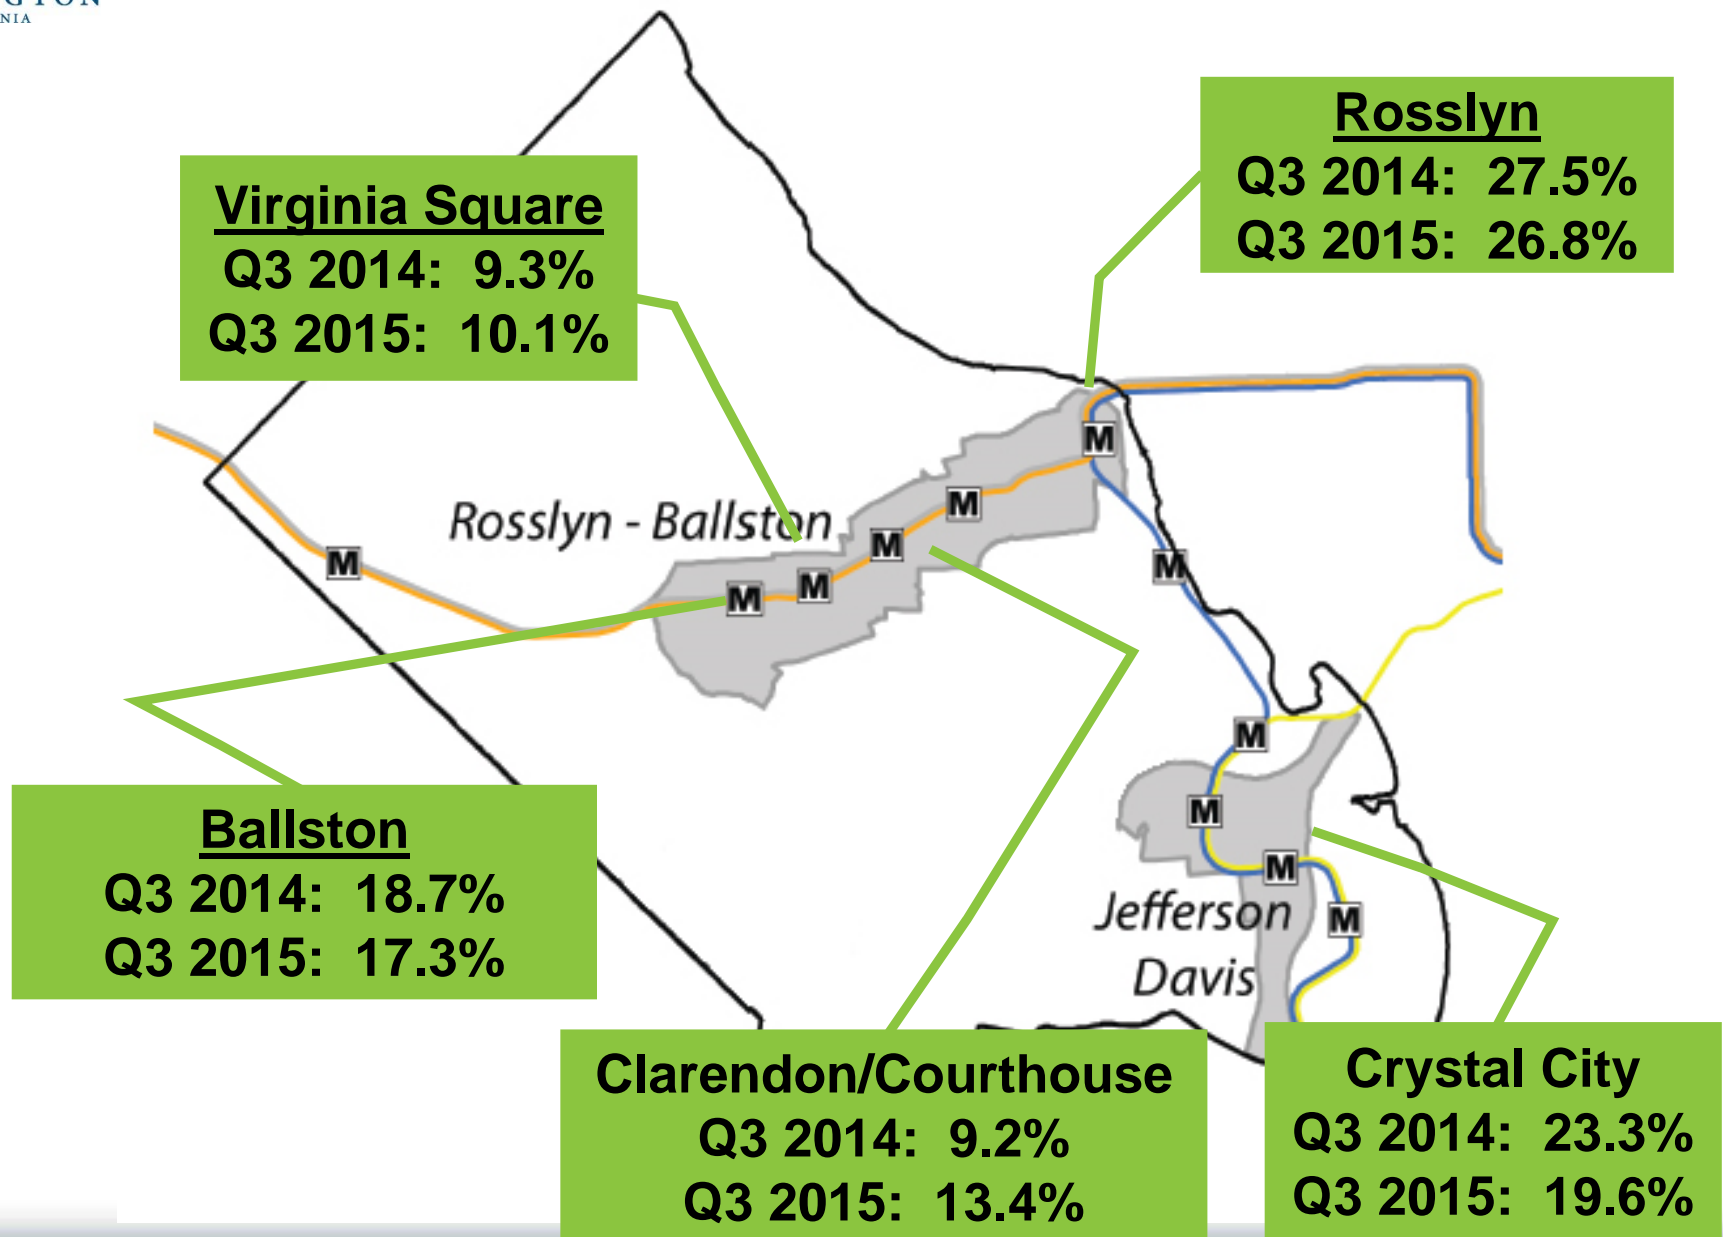 NIA
Rosslyn
Q3 2014: 27.5%
Q3 2015: 26.8%
Virginia Square
Q3 2014: 9.3%
Q3 2015: 10.1%
M
M
Rosslyn - Ballston
M
M
M
M
M
M
Ballston
Q3 2014: 18.7%
Q3 2015: 17.3%
M
M
M
Jefferson
Davis
M
Clarendon/Courthouse
Q3 2014: 9.2%
Q3 2015: 13.4%
Crystal City
Q3 2014: 23.3%
Q3 2015: 19.6%